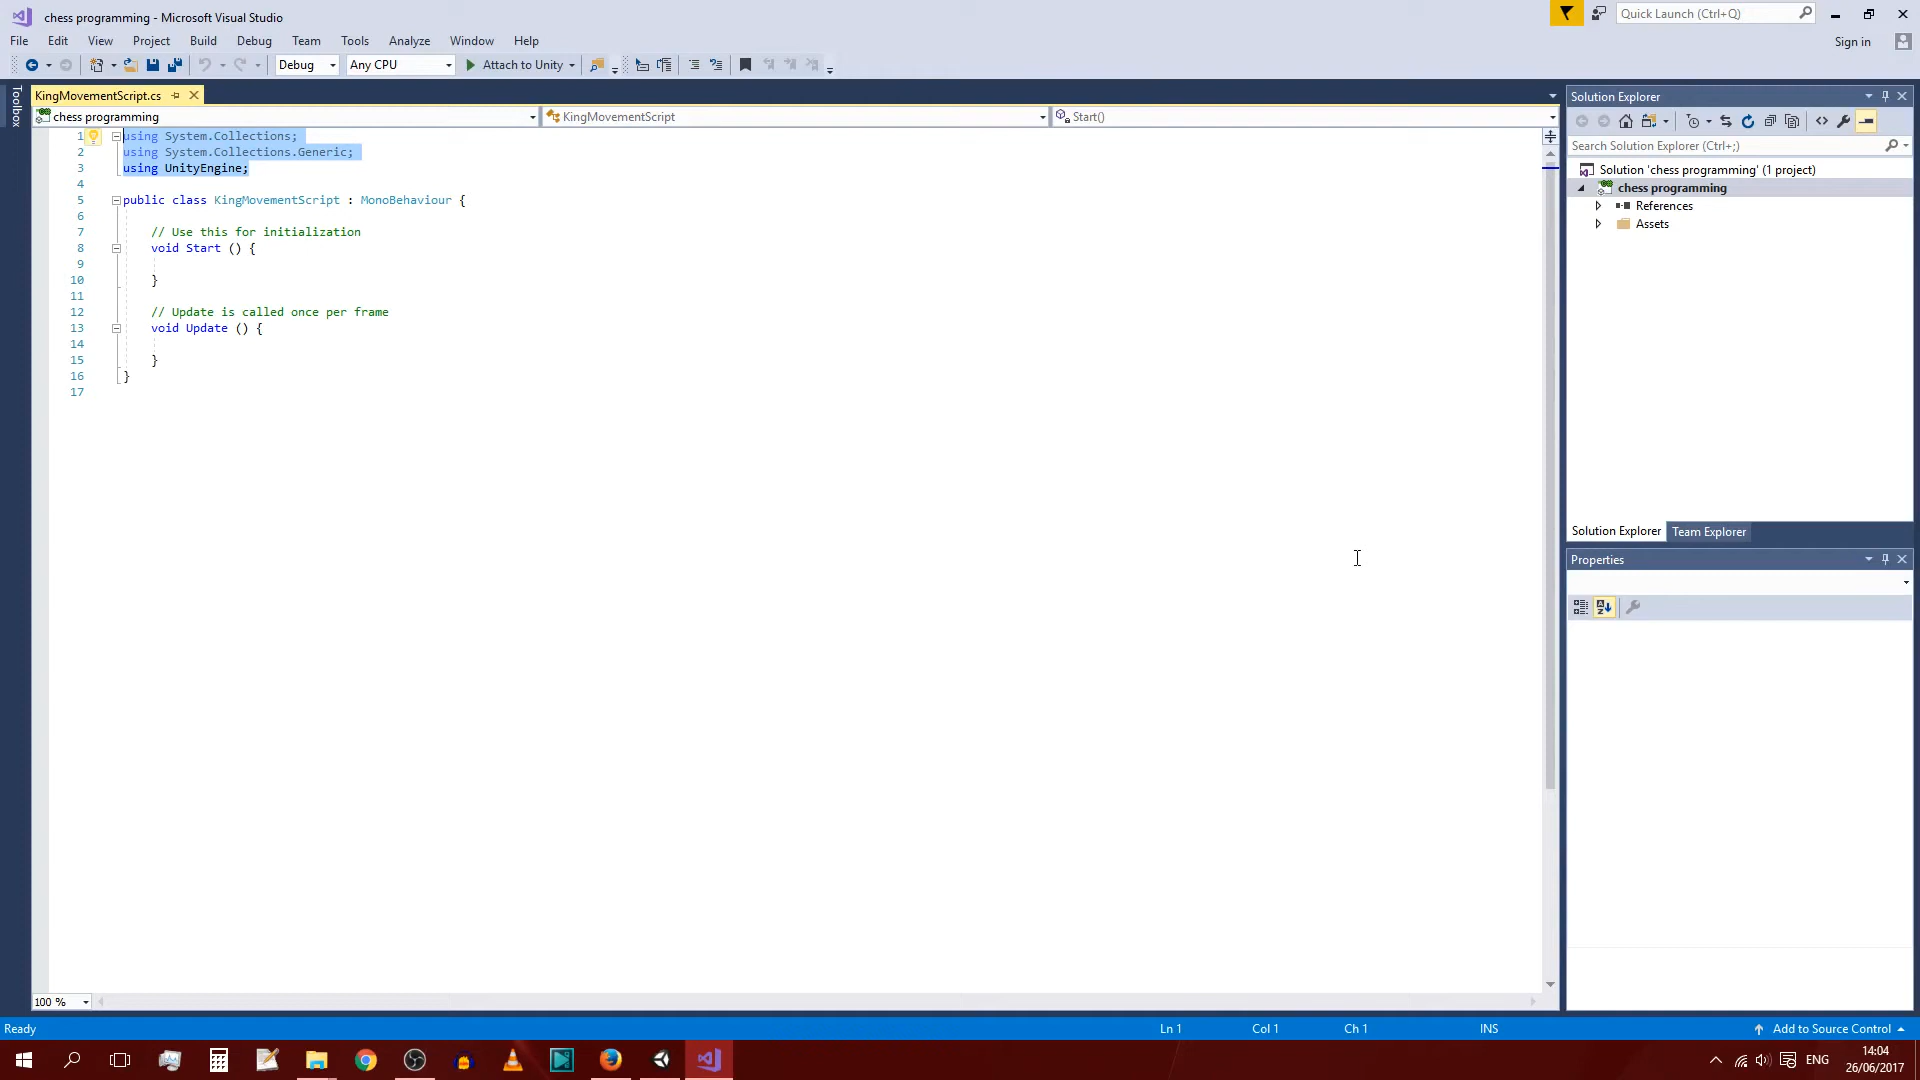 chess programming - Microsoft Visual Studio
Quick Launch (Ctrl+Q)
File Edit View Project Build Debug Team Tools Analyze Window Help
Sign in
Debug Any CPU Attach to Unity
Toolbox
KingMovementScript.cs
chess programming KingMovementScript Start()
1 using System.Collections;
2 using System.Collections.Generic;
3 using UnityEngine;
4
5 public class KingMovementScript : MonoBehaviour {
6
7 // Use this for initialization
8 void Start () {
9
10 }
11
12 // Update is called once per frame
13 void Update () {
14
15 }
16 }
17
Solution Explorer
Search Solution Explorer (Ctrl+;)
Solution 'chess programming' (1 project)
chess programming
References
Assets
Solution Explorer Team Explorer
Properties
100 %
Ready Ln 1 Col 1 Ch 1 INS Add to Source Control
ENG
14:04
26/06/2017